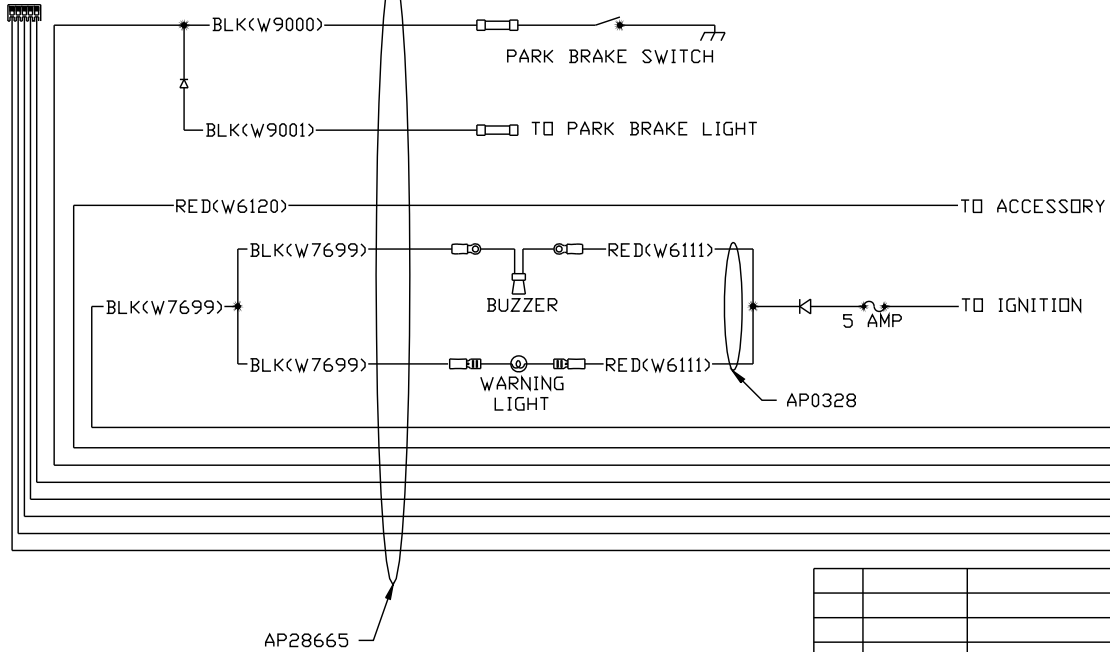 BLK(W9000)
PARK BRAKE SWITCH
BLK(W9001)
TO PARK BRAKE LIGHT
RED(W6120)
TO ACCESSORY
BLK(W7699)
RED(W6111)
BUZZER
BLK(W7699)
TO IGNITION
5 AMP
BLK(W7699)
RED(W6111)
WARNING
LIGHT
AP0328
AP28665